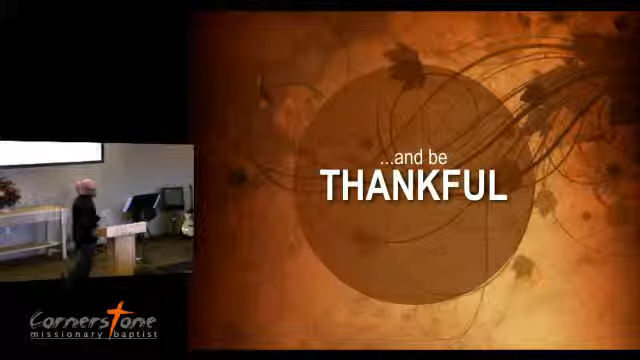 ...and be
THANKFUL
Cornerstone
missionary baptist